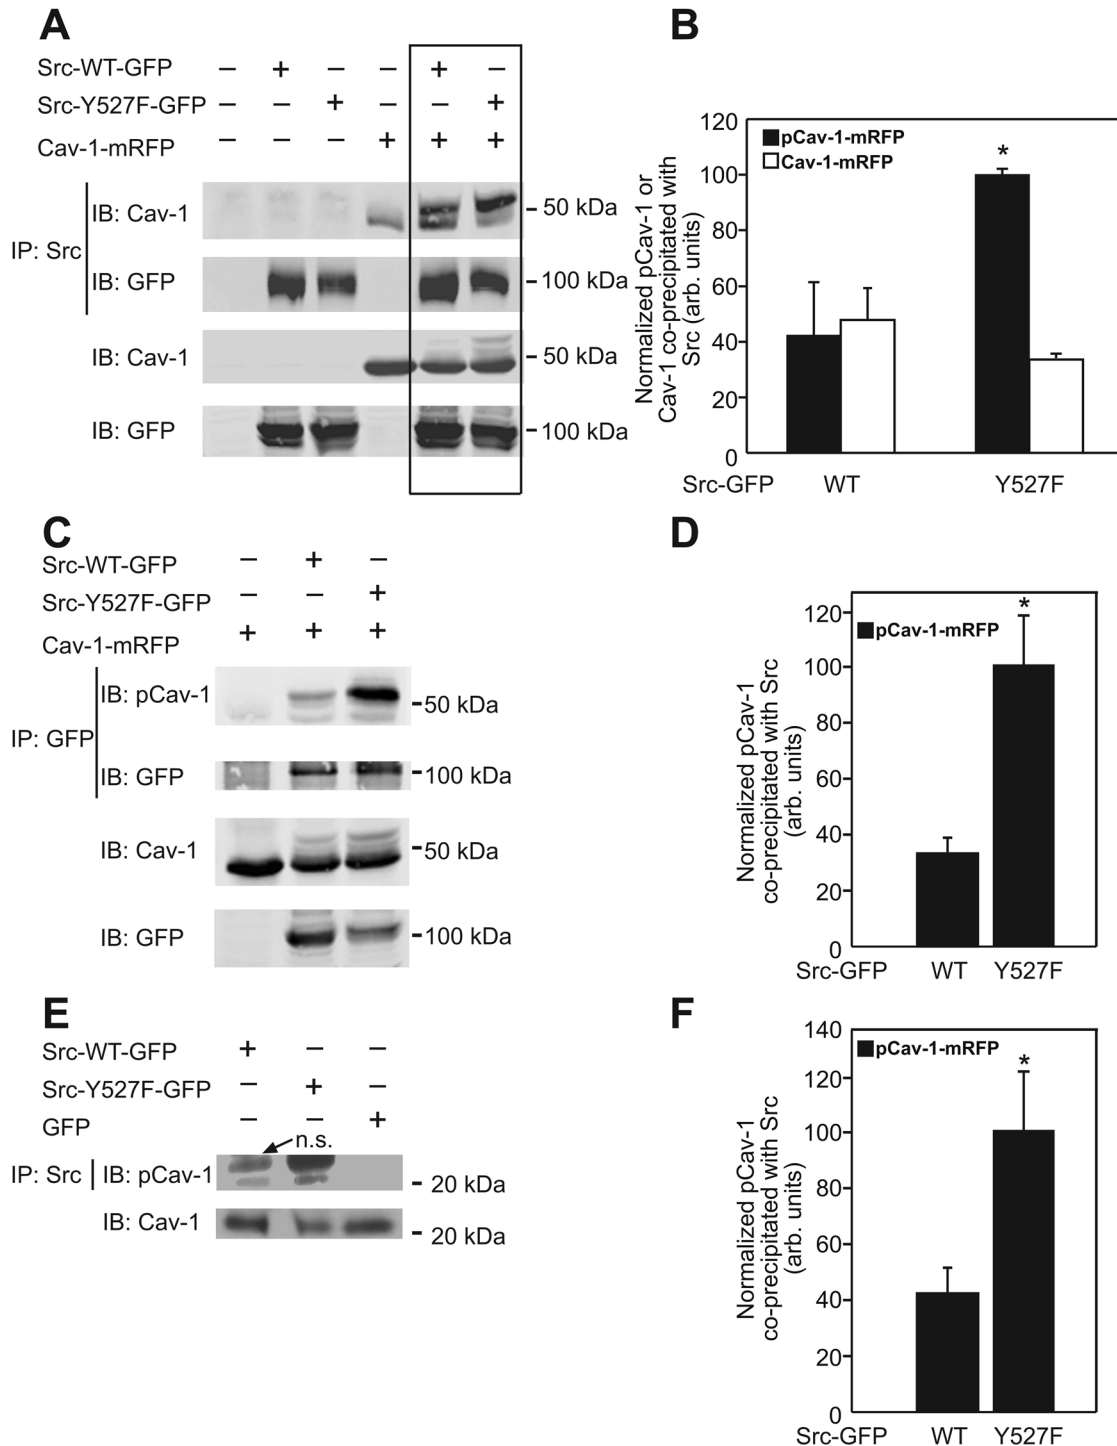 A
Src-WT-GFP − + − − + −
Src-Y527F-GFP − − + − − +
Cav-1-mRFP − − − + + +
IP: Src
IB: Cav-1
50 kDa
IB: GFP
100 kDa
IB: Cav-1
50 kDa
IB: GFP
100 kDa
B
Normalized pCav-1 or
Cav-1 co-precipitated with
Src (arb. units)
120
100
80
60
40
20
0
pCav-1-mRFP
Cav-1-mRFP
*
Src-GFP WT Y527F
C
Src-WT-GFP − + −
Src-Y527F-GFP − − +
Cav-1-mRFP + + +
IP: GFP
IB: pCav-1
50 kDa
IB: GFP
100 kDa
IB: Cav-1
50 kDa
IB: GFP
100 kDa
D
Normalized pCav-1
co-precipitated with Src
(arb. units)
120
100
80
60
40
20
0
pCav-1-mRFP
*
Src-GFP WT Y527F
E
Src-WT-GFP + − −
Src-Y527F-GFP − + −
GFP − − +
n.s.
IP: Src IB: pCav-1
20 kDa
IB: Cav-1
20 kDa
F
Normalized pCav-1
co-precipitated with Src
(arb. units)
140
120
100
80
60
40
20
0
pCav-1-mRFP
*
Src-GFP WT Y527F